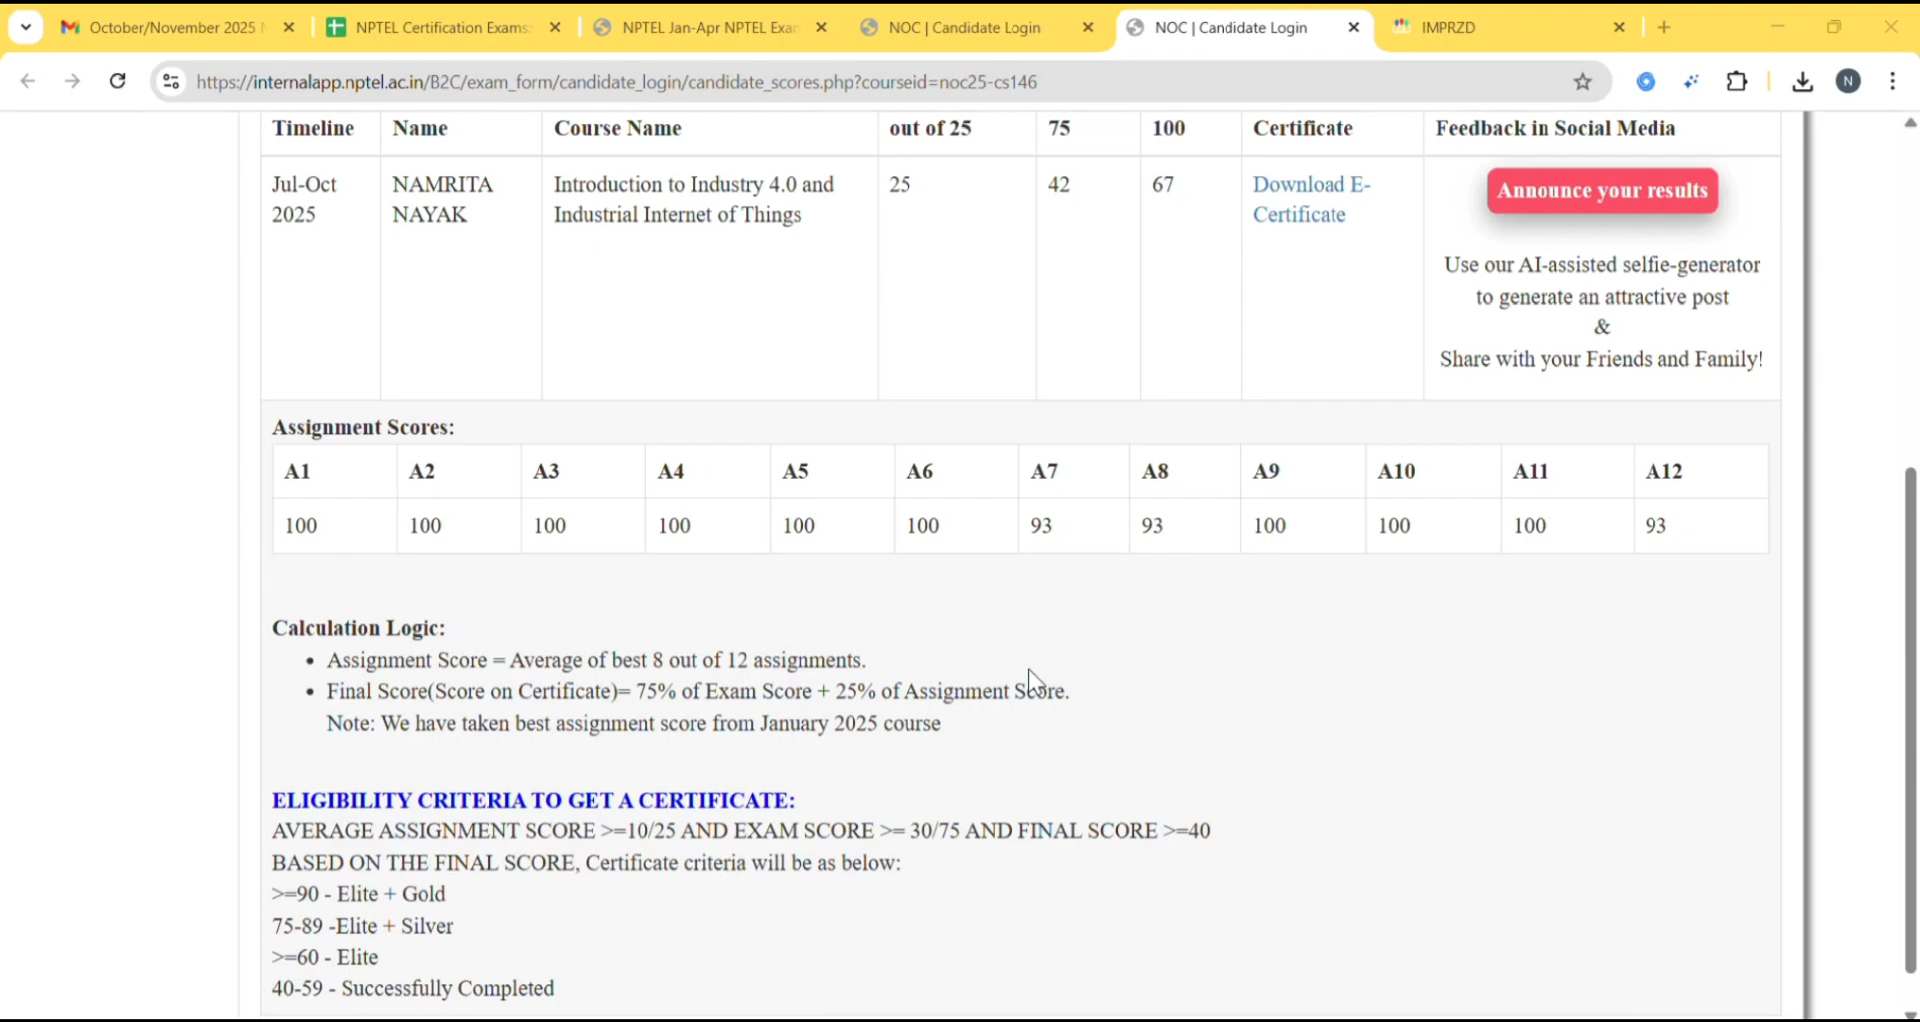 October/November 2025
NPTEL Certification Exams:
NPTEL Jan-Apr NPTEL Exan
NOC | Candidate Login
NOC | Candidate Login
IMPRZD
https://internalapp.nptel.ac.in/B2C/exam_form/candidate_login/candidate_scores.php?courseid=noc25-cs146
N
Timeline Name Course Name out of 25 75 100 Certificate Feedback in Social Media
Jul-Oct 2025
NAMRITA NAYAK
Introduction to Industry 4.0 and
Industrial Internet of Things
25
42
67
Download E-
Certificate
Announce your results
Use our AI-assisted selfie-generator
to generate an attractive post
&
Share with your Friends and Family!
Assignment Scores:
A1 A2 A3 A4 A5 A6 A7 A8 A9 A10 A11 A12
100 100 100 100 100 100 93 93 100 100 100 93
Calculation Logic:
• Assignment Score = Average of best 8 out of 12 assignments.
• Final Score(Score on Certificate)= 75% of Exam Score + 25% of Assignment Score.
Note: We have taken best assignment score from January 2025 course
ELIGIBILITY CRITERIA TO GET A CERTIFICATE:
AVERAGE ASSIGNMENT SCORE >=10/25 AND EXAM SCORE >= 30/75 AND FINAL SCORE >=40
BASED ON THE FINAL SCORE, Certificate criteria will be as below:
>=90 - Elite + Gold
75-89 -Elite + Silver
>=60 - Elite
40-59 - Successfully Completed